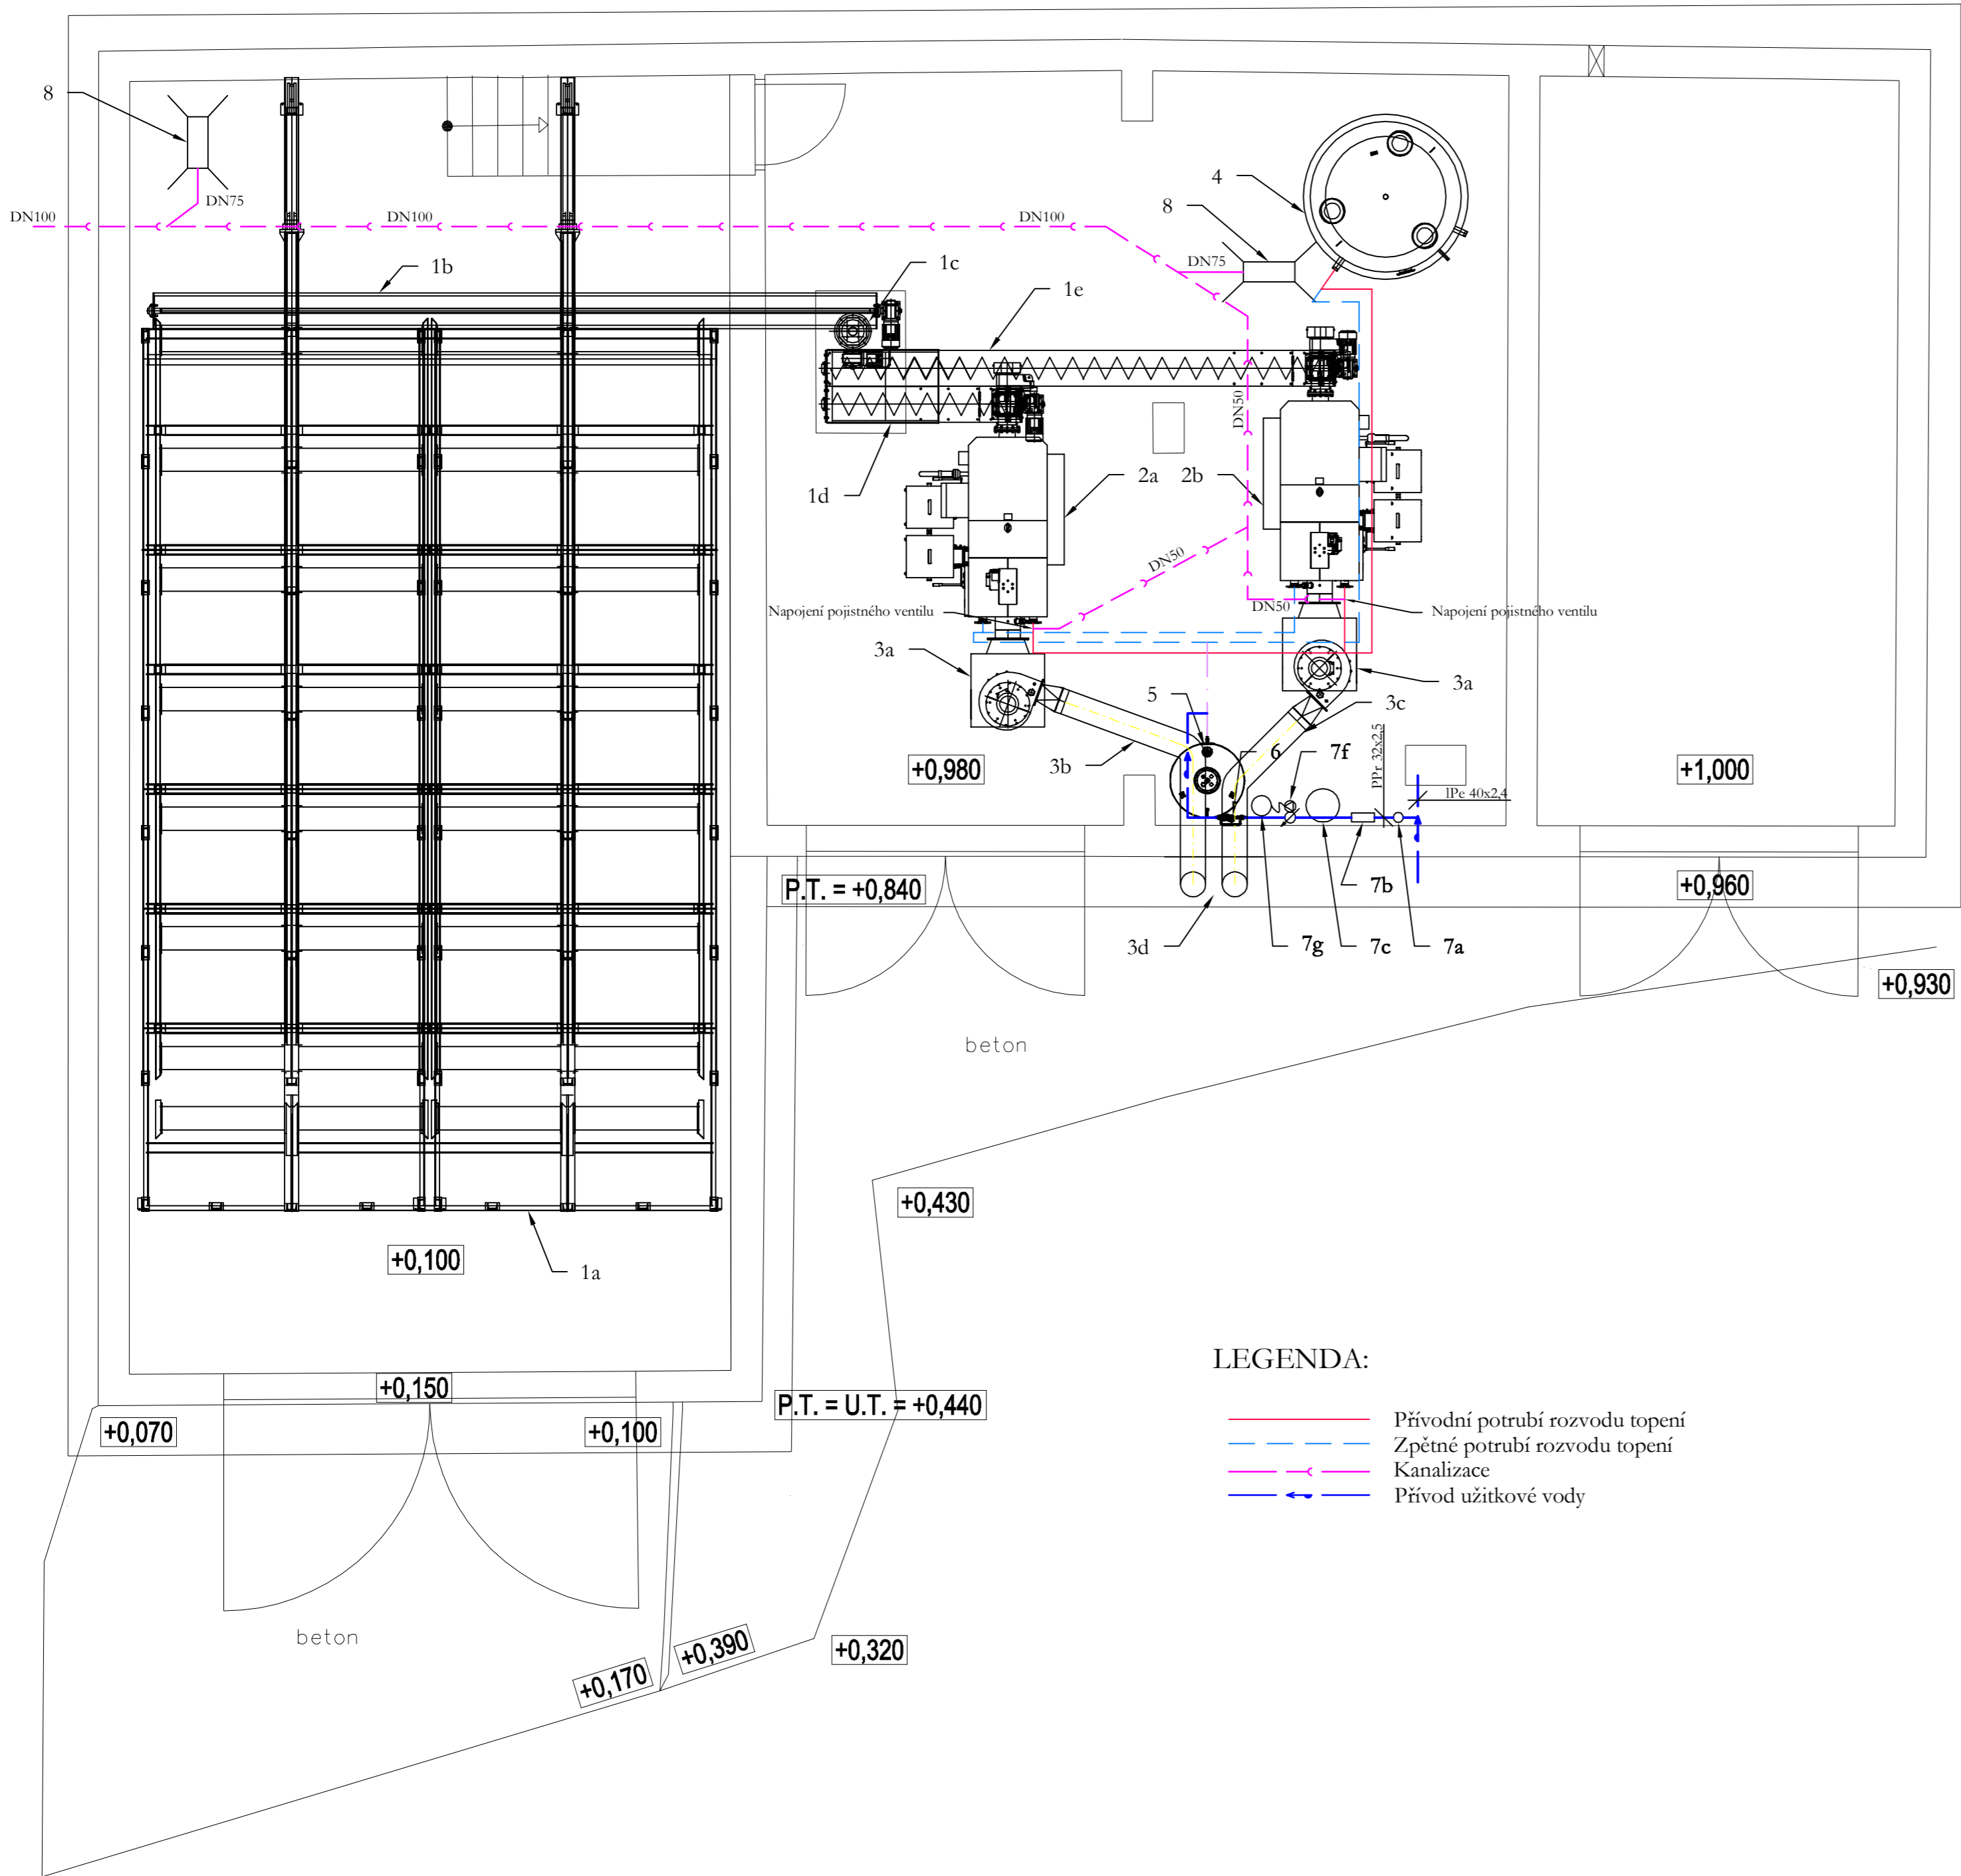 8
DN75
DN100
DN100
DN100
4
8
DN75
1b
1c
1e
DN50
2a
2b
1d
DN50
Napojení pojistného ventilu
DN50
Napojení pojistného ventilu
3a
3a
5
3c
PPr 32x2,5
+0,980
3b
6
7f
+1,000
IPe 40x2,4
P.T. = +0,840
7b
+0,960
3d
7g
7c
7a
+0,930
beton
+0,430
+0,100
1a
LEGENDA:
+0,150
P.T. = U.T. = +0,440
Přívodní potrubí rozvodu topení
+0,070
+0,100
Zpětné potrubí rozvodu topení
Kanalizace
Přívod užitkové vody
beton
+0,390
+0,320
+0,170